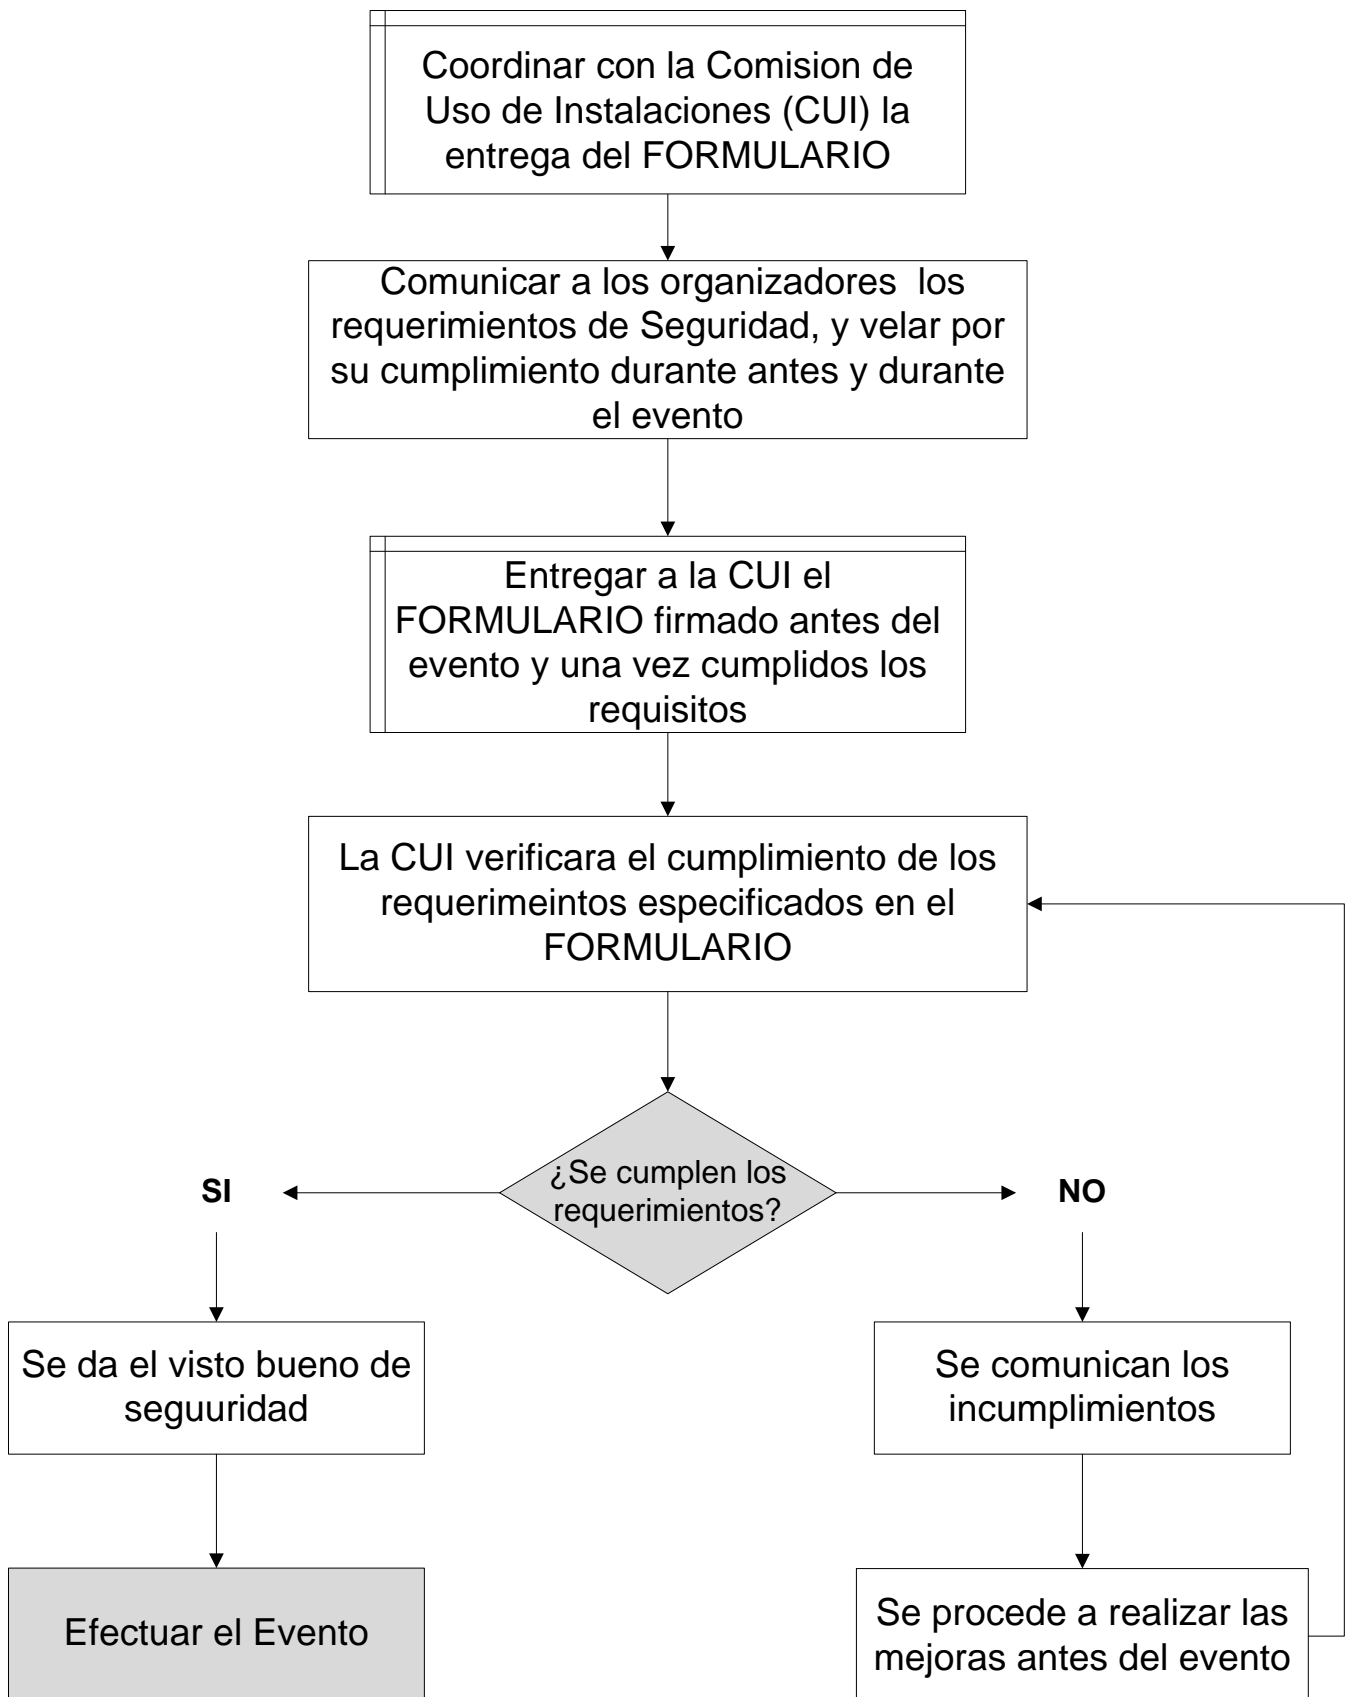 Coordinar con la Comision de
Uso de Instalaciones (CUI) la
entrega del FORMULARIO
Comunicar a los organizadores  los
requerimientos de Seguridad, y velar por
su cumplimiento durante antes y durante
el evento
Entregar a la CUI el
FORMULARIO firmado antes del
evento y una vez cumplidos los
requisitos
La CUI verificara el cumplimiento de los
requerimeintos especificados en el
FORMULARIO
¿Se cumplen los
requerimientos?
SI
NO
Se da el visto bueno de
seguuridad
Se comunican los
incumplimientos
Efectuar el Evento
Se procede a realizar las
mejoras antes del evento